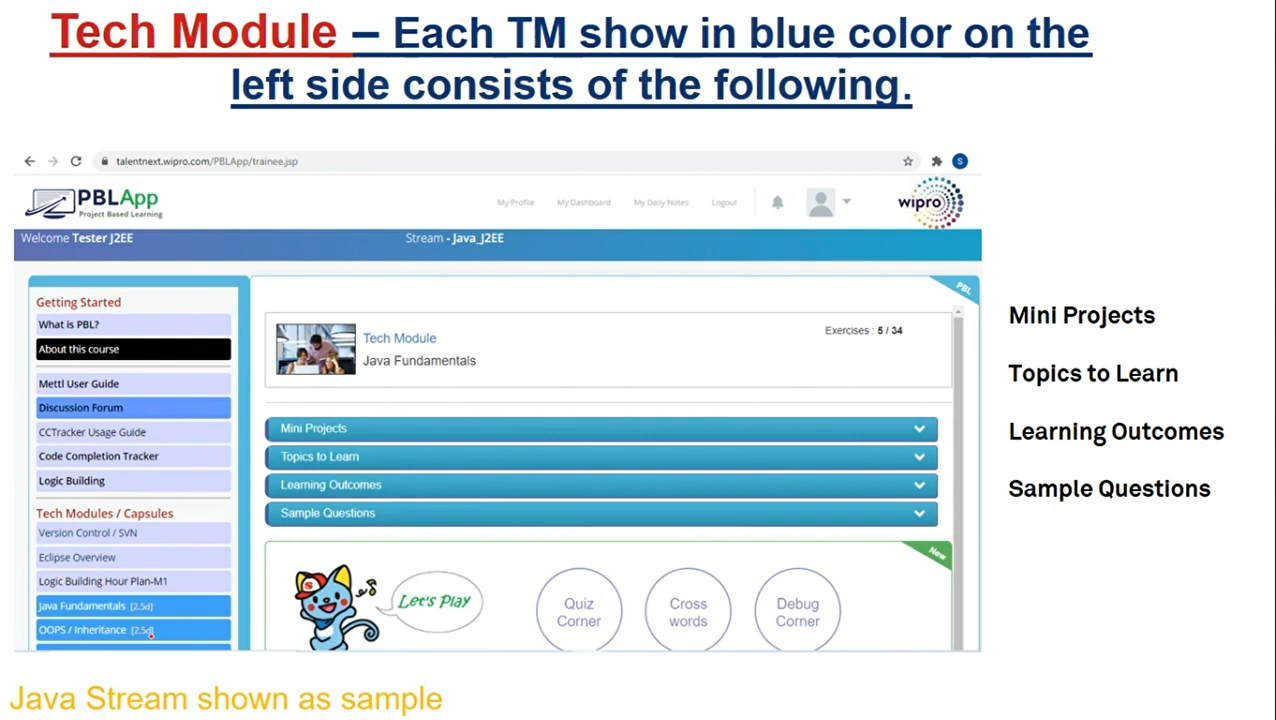 Tech Module – Each TM show in blue color on the
left side consists of the following.
talentnext.wipro.com/PBLApp/trainee.jsp
S
PBLApp
Project Based Learning
My Profile
My Dashboard
My Daily Notes
Logout
wipro
Welcome Tester J2EE
Stream - Java_J2EE
Getting Started
What is PBL?
About this course
Mettl User Guide
Discussion Forum
CCTracker Usage Guide
Code Completion Tracker
Logic Building
Tech Modules / Capsules
Version Control / SVN
Eclipse Overview
Logic Building Hour Plan-M1
Java Fundamentals [2.5d]
OOPS / Inheritance [2.5d]
PBL
Tech Module
Java Fundamentals
Exercises : 5 / 34
Mini Projects
Topics to Learn
Learning Outcomes
Sample Questions
New
S
Let's Play
Quiz
Corner
Cross
words
Debug
Corner
Mini Projects
Topics to Learn
Learning Outcomes
Sample Questions
Java Stream shown as sample